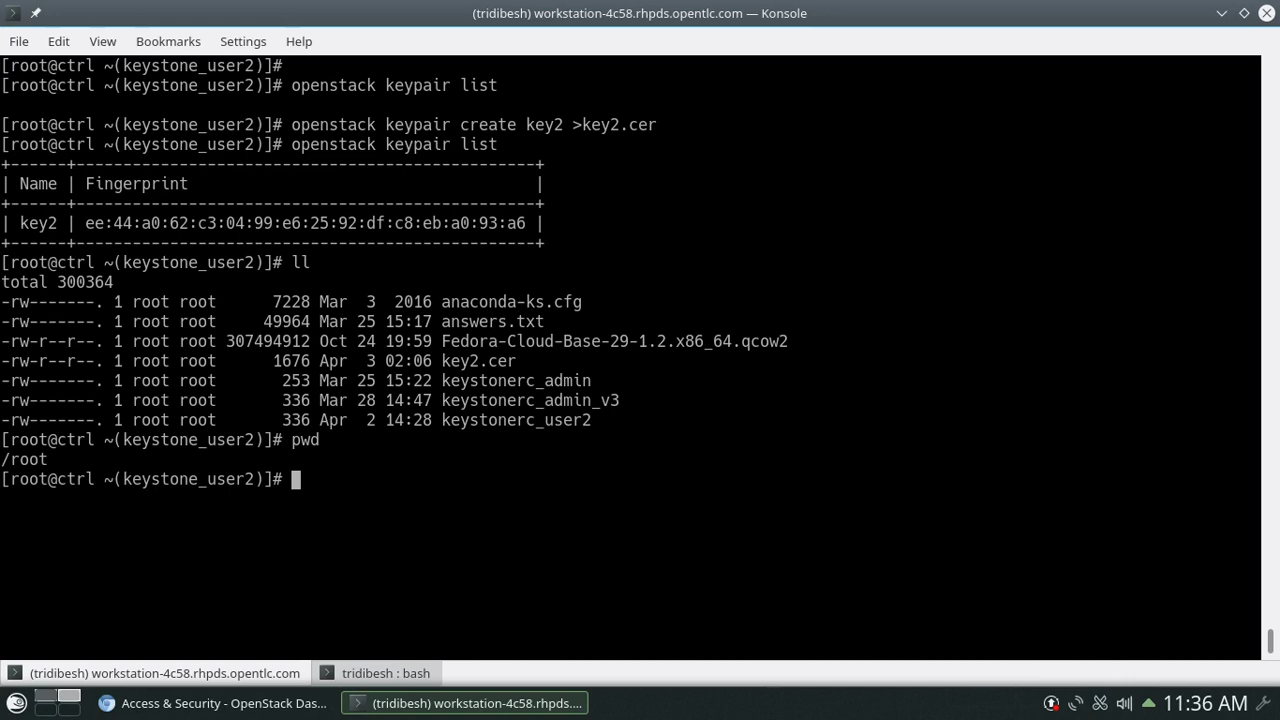 (tridibesh) workstation-4c58.rhpds.opentlc.com — Konsole
File Edit View Bookmarks Settings Help
[root@ctrl ~(keystone_user2)]#
[root@ctrl ~(keystone_user2)]# openstack keypair list
[root@ctrl ~(keystone_user2)]# openstack keypair create key2 >key2.cer
[root@ctrl ~(keystone_user2)]# openstack keypair list
+------+-------------------------------------------------+
| Name | Fingerprint                                     |
+------+-------------------------------------------------+
| key2 | ee:44:a0:62:c3:04:99:e6:25:92:df:c8:eb:a0:93:a6 |
+------+-------------------------------------------------+
[root@ctrl ~(keystone_user2)]# ll
total 300364
-rw-------. 1 root root      7228 Mar  3  2016 anaconda-ks.cfg
-rw-------. 1 root root     49964 Mar 25 15:17 answers.txt
-rw-r--r--. 1 root root 307494912 Oct 24 19:59 Fedora-Cloud-Base-29-1.2.x86_64.qcow2
-rw-r--r--. 1 root root      1676 Apr  3 02:06 key2.cer
-rw-------. 1 root root       253 Mar 25 15:22 keystonerc_admin
-rw-------. 1 root root       336 Mar 28 14:47 keystonerc_admin_v3
-rw-------. 1 root root       336 Apr  2 14:28 keystonerc_user2
[root@ctrl ~(keystone_user2)]# pwd
/root
[root@ctrl ~(keystone_user2)]#
(tridibesh) workstation-4c58.rhpds.opentlc.com tridibesh : bash
Access & Security - OpenStack Das... (tridibesh) workstation-4c58.rhpds.... 11:36 AM